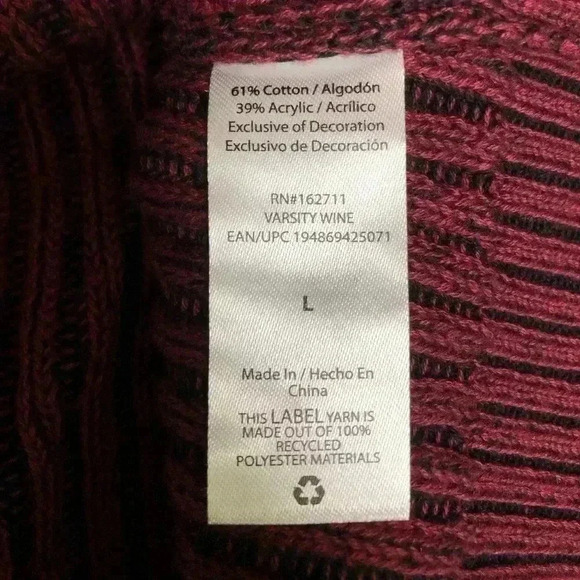 61% Cotton / Algodón
39% Acrylic / Acrílico
Exclusive of Decoration
Exclusivo de Decoración
RN#162711
VARSITY WINE
EAN/UPC 194869425071
L
Made In / Hecho En
China
THIS LABEL YARN IS
MADE OUT OF 100%
RECYCLED
POLYESTER MATERIALS